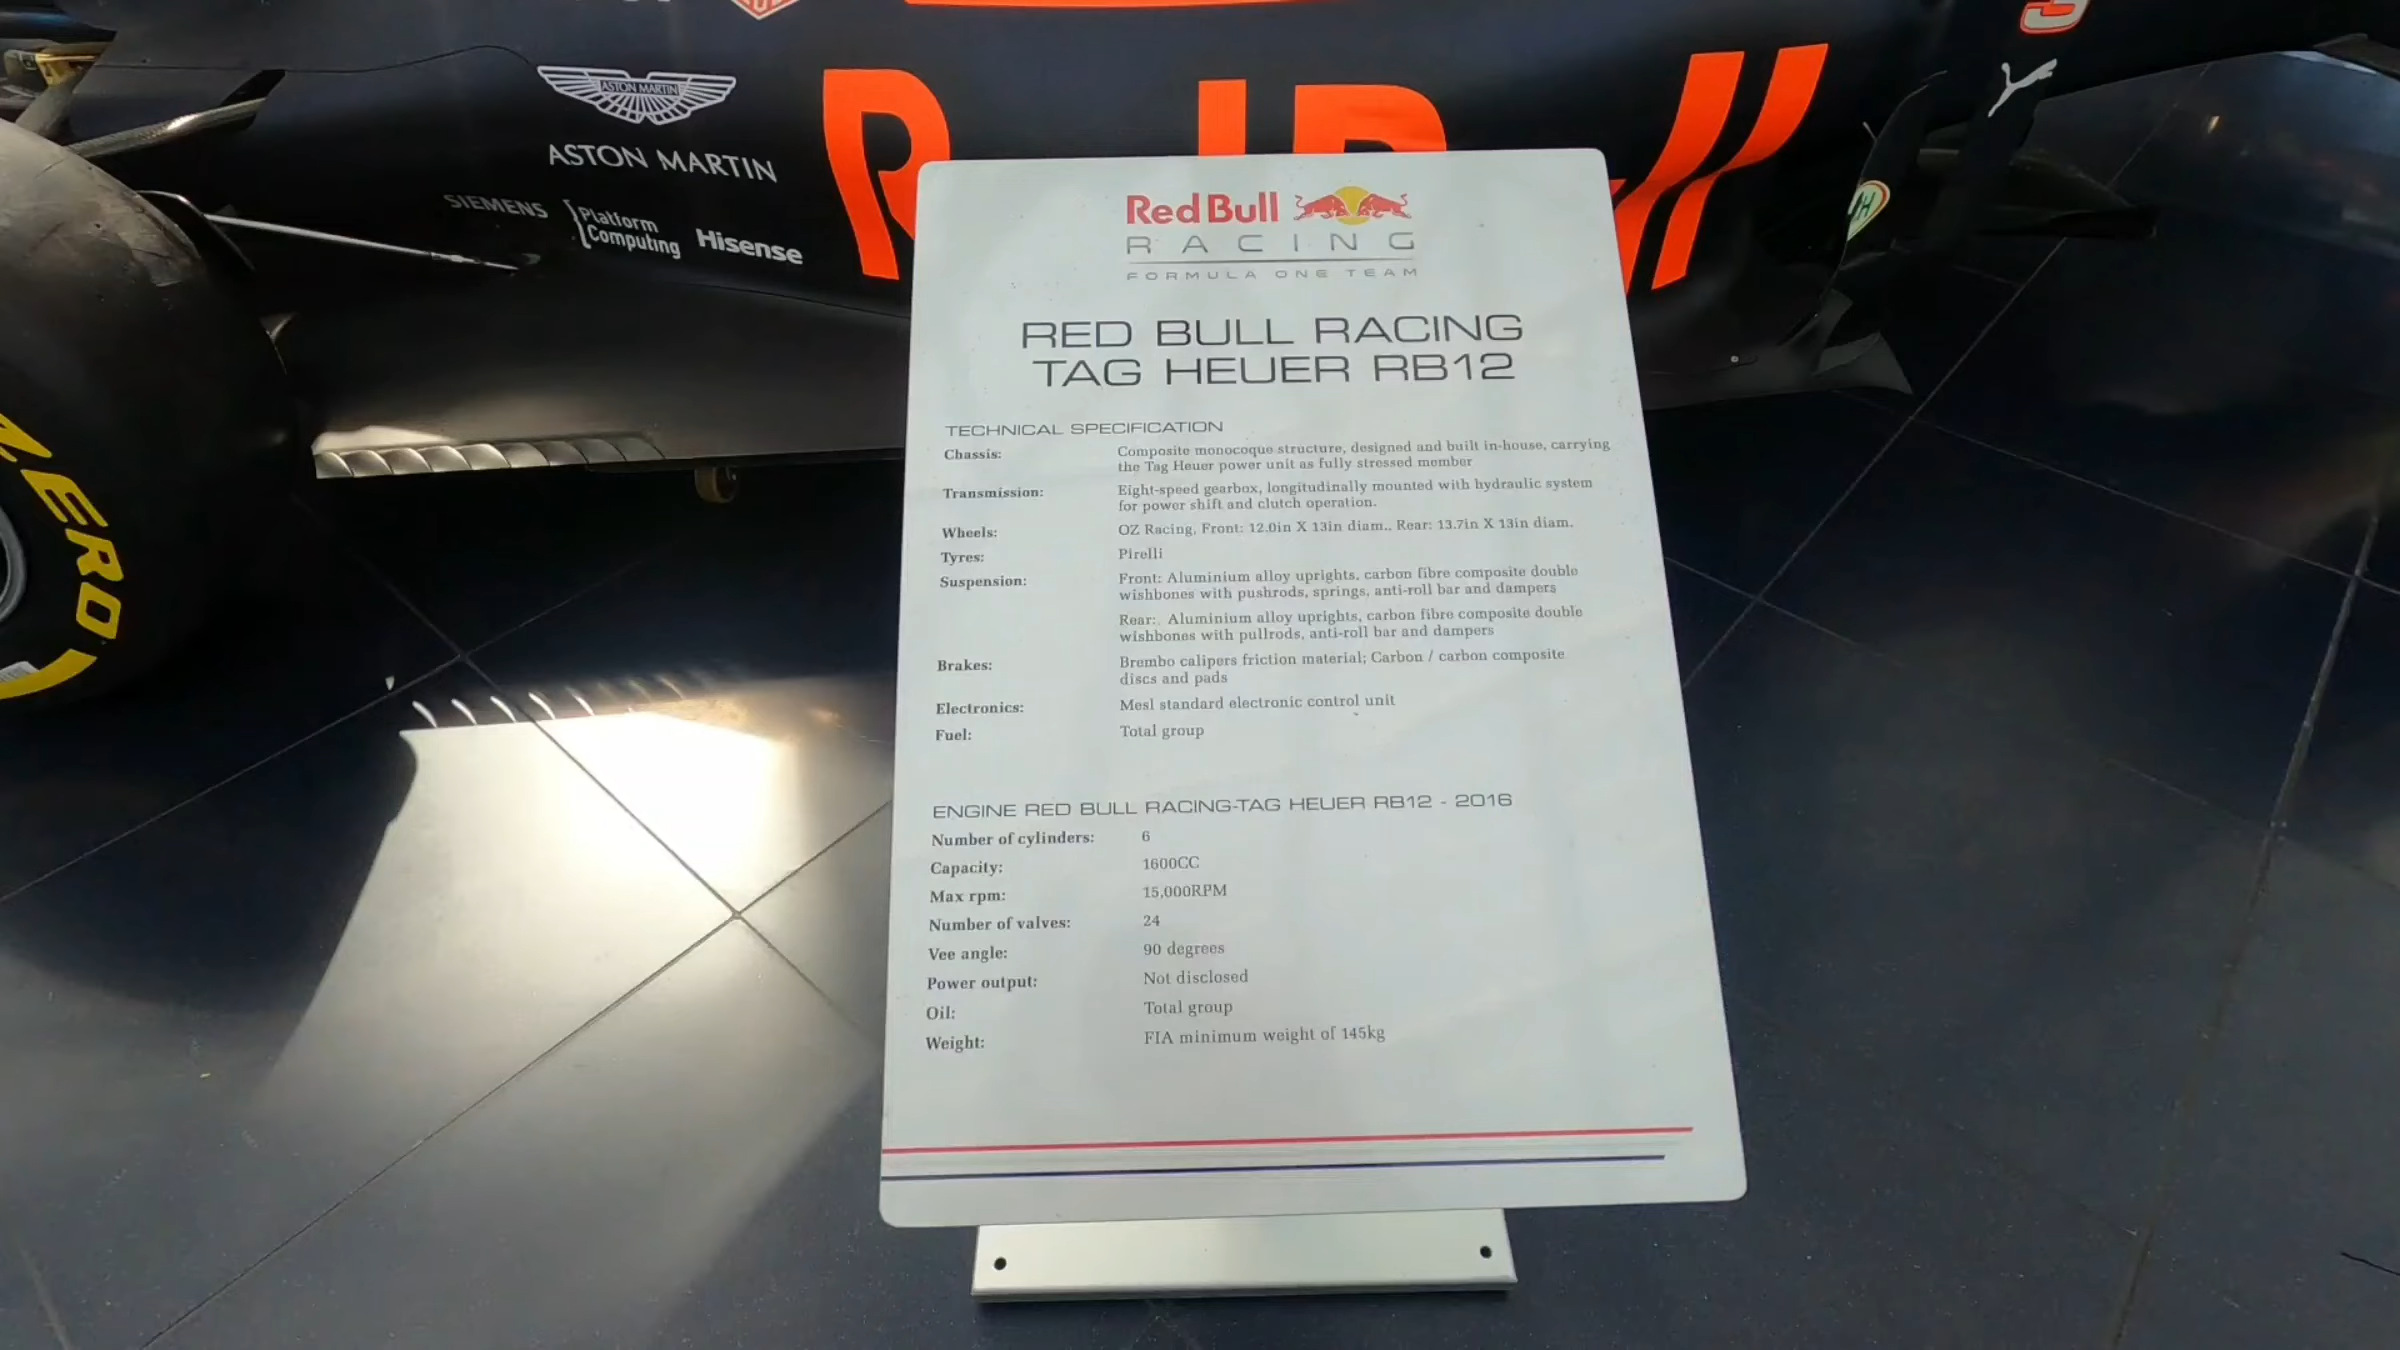 ASTON MARTIN
ASTON MARTIN
SIEMENS
Platform
Computing
Hisense
ZERO
H
Red Bull
RACING
FORMULA ONE TEAM
RED BULL RACING
TAG HEUER RB12
TECHNICAL SPECIFICATION
Chassis: Composite monocoque structure, designed and built in-house, carrying
the Tag Heuer power unit as fully stressed member
Transmission: Eight-speed gearbox, longitudinally mounted with hydraulic system
for power shift and clutch operation.
Wheels: OZ Racing, Front: 12.0in X 13in diam., Rear: 13.7in X 13in diam.
Tyres: Pirelli
Suspension: Front: Aluminium alloy uprights, carbon fibre composite double
wishbones with pushrods, springs, anti-roll bar and dampers
Rear: Aluminium alloy uprights, carbon fibre composite double
wishbones with pullrods, anti-roll bar and dampers
Brakes: Brembo calipers friction material; Carbon / carbon composite
discs and pads
Electronics: Mesl standard electronic control unit
Fuel: Total group
ENGINE RED BULL RACING-TAG HEUER RB12 - 2016
Number of cylinders: 6
Capacity: 1600CC
Max rpm: 15,000RPM
Number of valves: 24
Vee angle: 90 degrees
Power output: Not disclosed
Oil: Total group
Weight: FIA minimum weight of 145kg